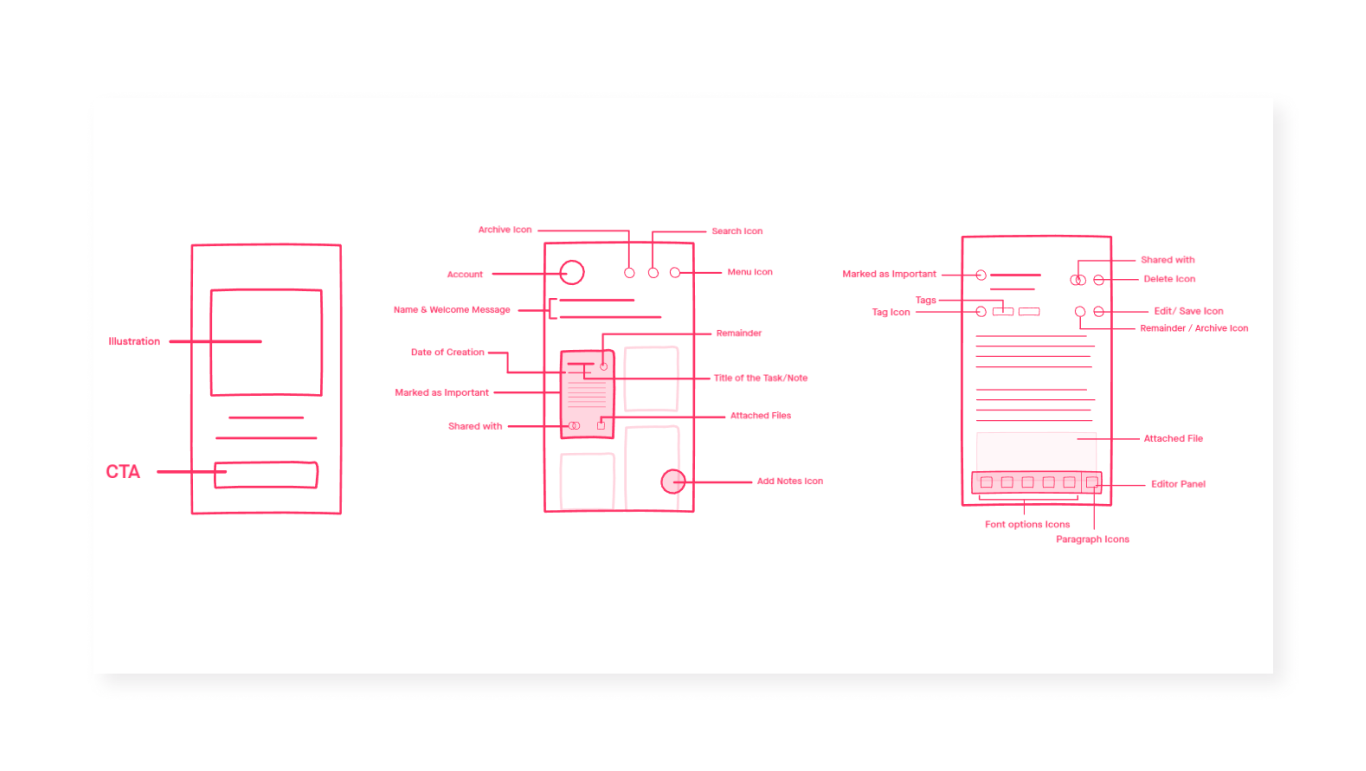 Illustration
CTA
Archive Icon
Search Icon
Account
Menu Icon
Name & Welcome Message
Remainder
Date of Creation
Title of the Task/Note
Marked as Important
Attached Files
Shared with
Add Notes Icon
Shared with
Marked as Important
Delete Icon
Tags
Tag Icon
Edit/ Save Icon
Remainder / Archive Icon
Attached File
Editor Panel
Font options Icons
Paragraph Icons